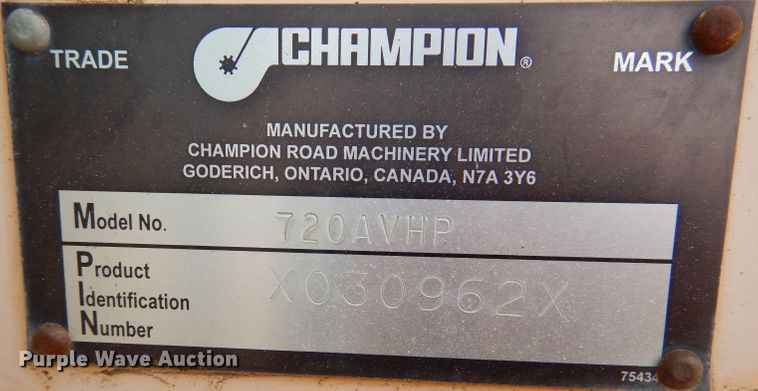 TRADE CHAMPION® MARK
MANUFACTURED BY
CHAMPION ROAD MACHINERY LIMITED
GODERICH, ONTARIO, CANADA, N7A 3Y6
Model No. 720AVHP
Product
Identification X030962X
Number
Purple Wave Auction